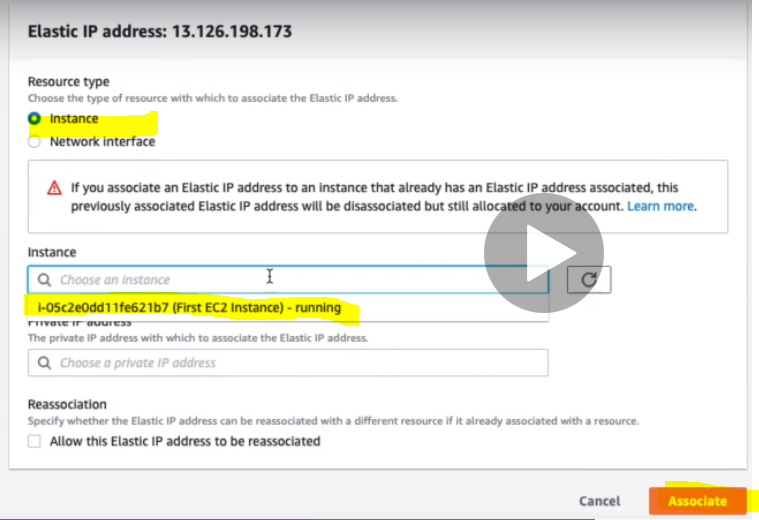 Elastic IP address: 13.126.198.173
Resource type
Choose the type of resource with which to associate the Elastic IP address.
Instance
Network interface
If you associate an Elastic IP address to an instance that already has an Elastic IP address associated, this
previously associated Elastic IP address will be disassociated but still allocated to your account. Learn more.
Instance
Choose an instance
i-05c2e0dd11fe621b7 (First EC2 Instance) - running
Private IP address
The private IP address with which to associate the Elastic IP address.
Choose a private IP address
Reassociation
Specify whether the Elastic IP address can be reassociated with a different resource if it already associated with a resource.
Allow this Elastic IP address to be reassociated
Cancel
Associate